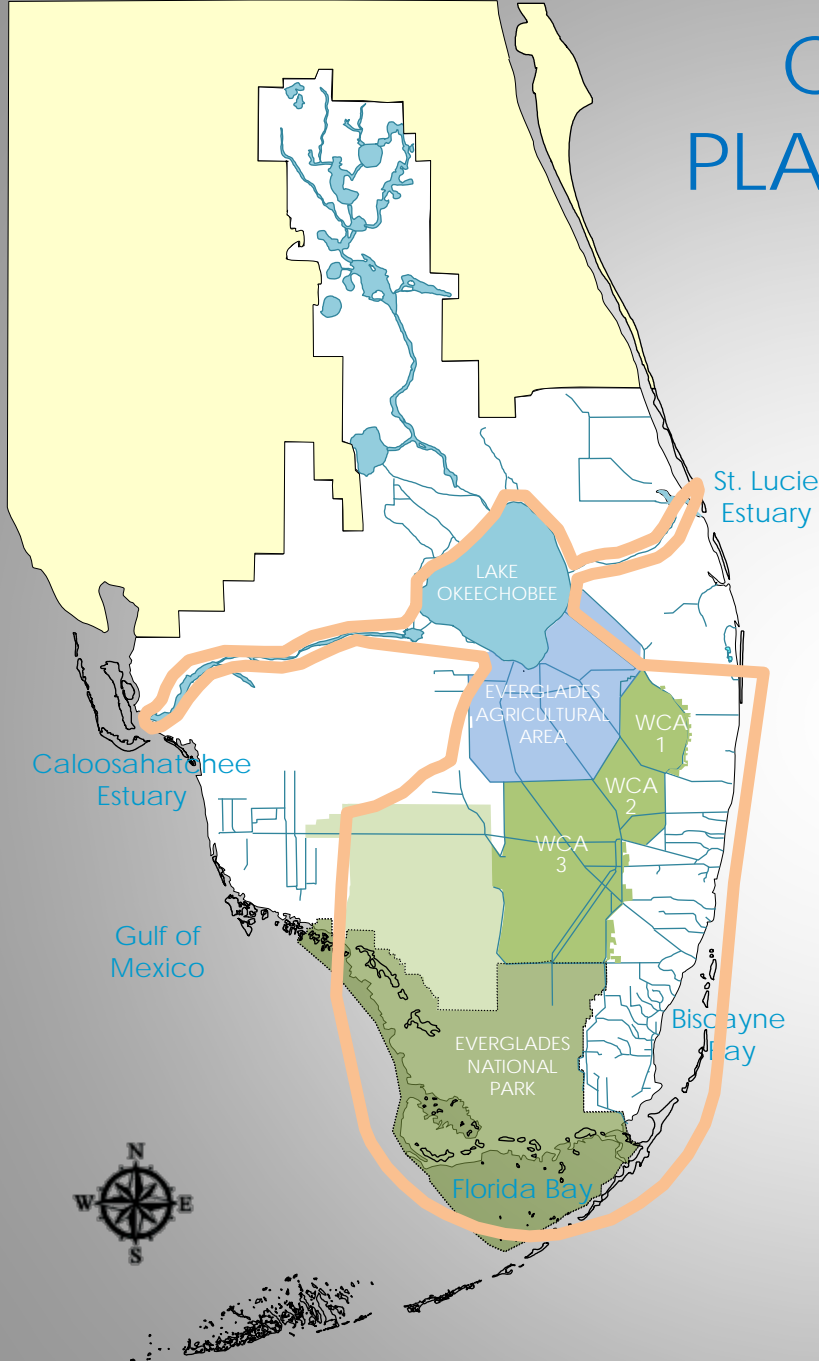 PLA
St. Lucie
Estuary
LAKE
OKEECHOBEE
EVERGLADES
AGRICULTURAL
AREA
WCA
1
WCA
2
WCA
3
Caloosahatchee
Estuary
Gulf of
Mexico
Biscayne
Bay
EVERGLADES
NATIONAL
PARK
Florida Bay
N
W E
S